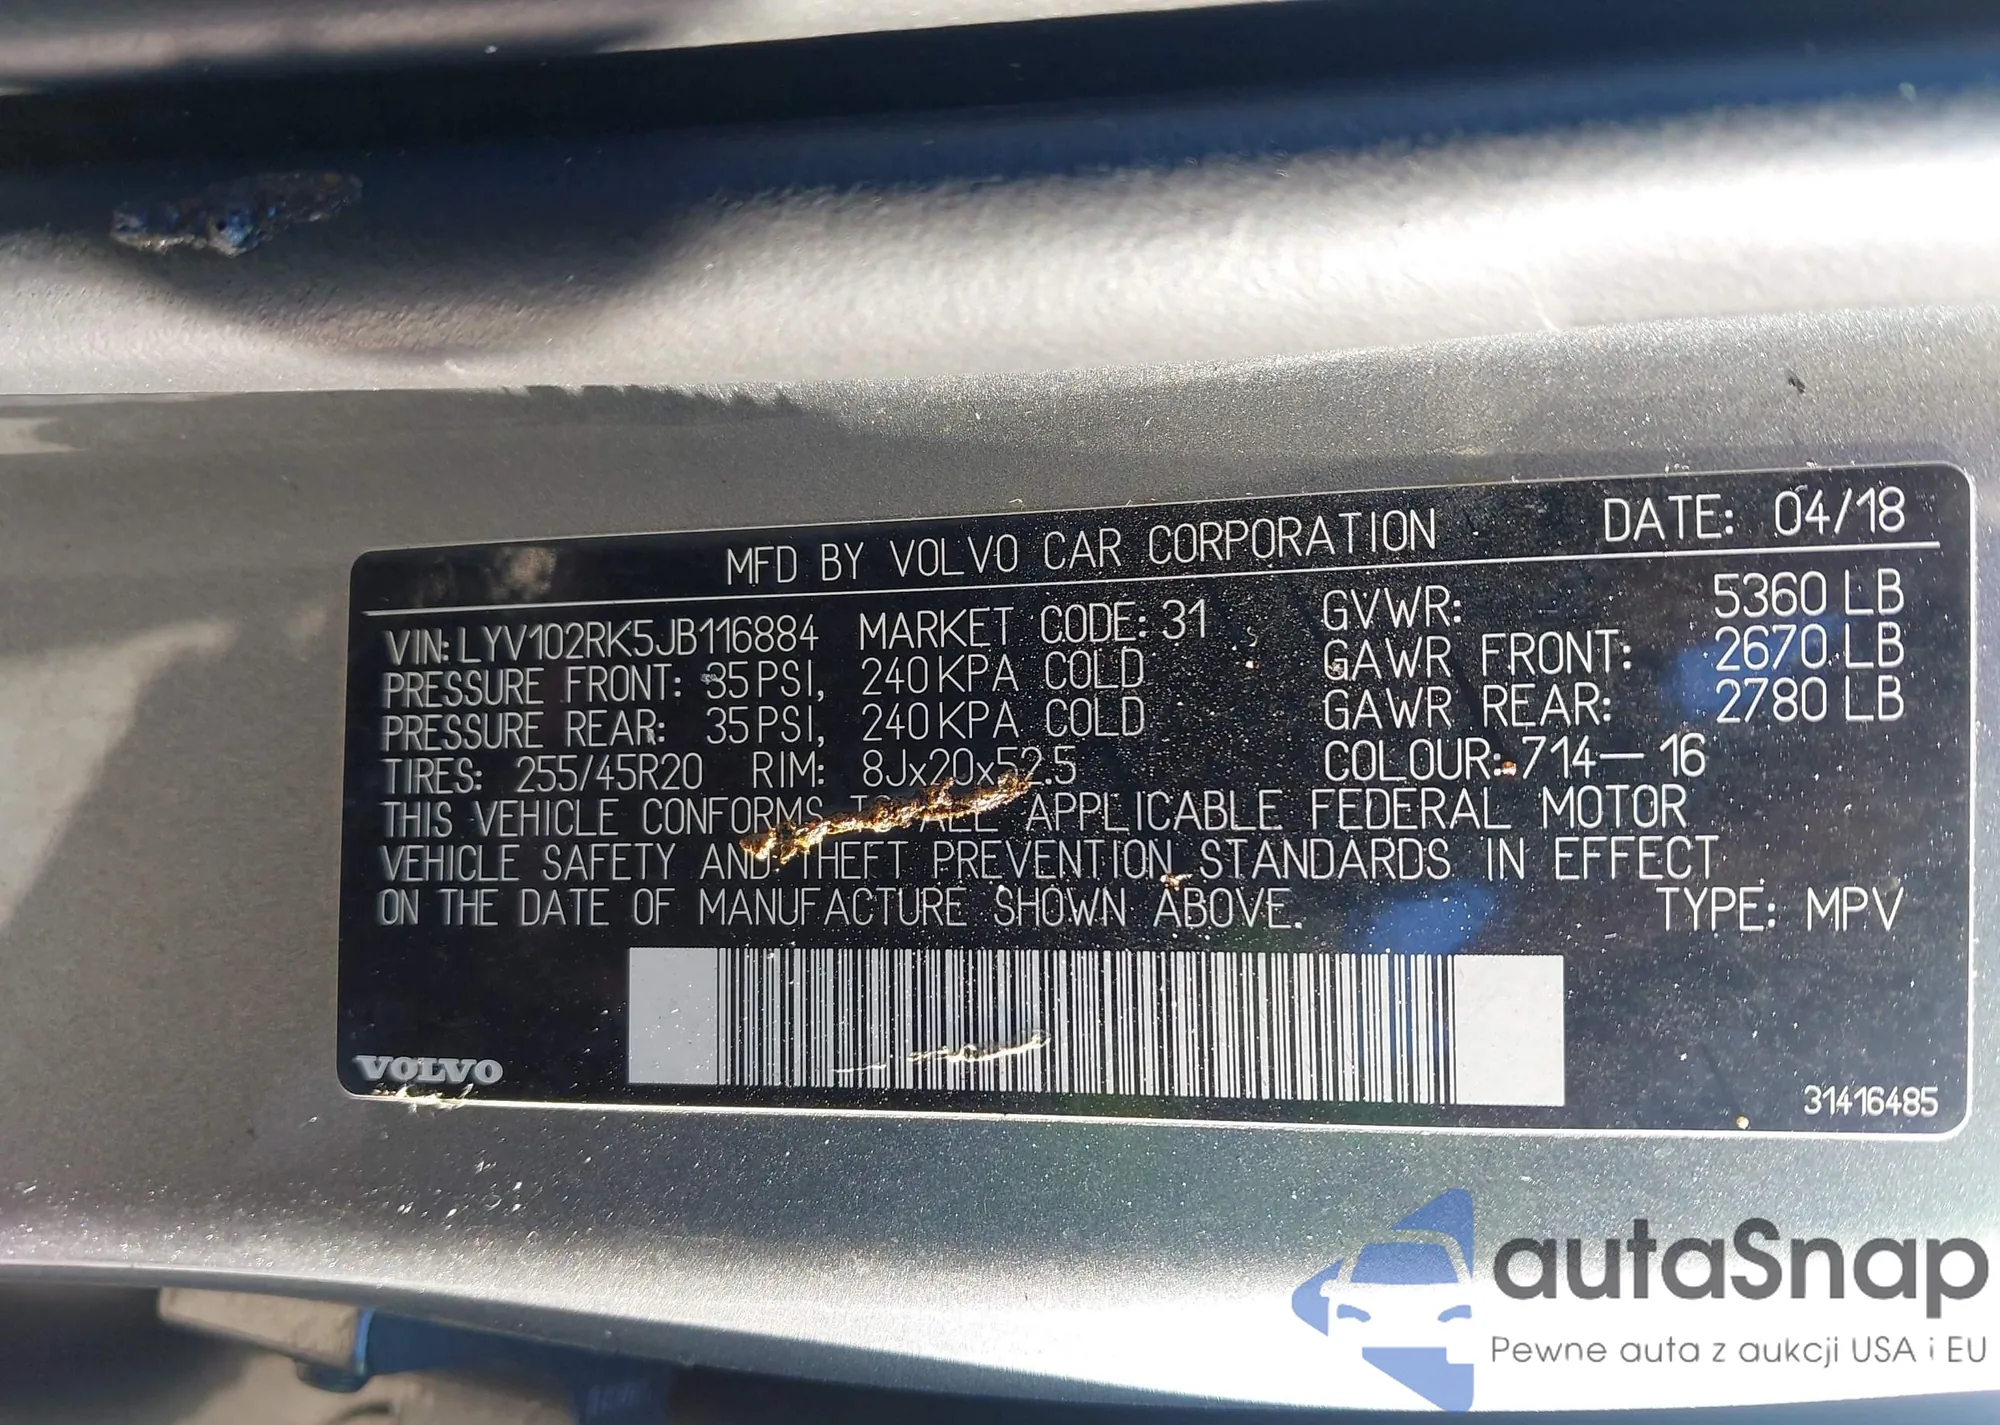 MFD BY VOLVO CAR CORPORATION DATE: 04/18
VIN: LYV102RK5JB116884 MARKET CODE: 31 GVWR: 5360 LB
PRESSURE FRONT: 35 PSI, 240 KPA COLD GAWR FRONT: 2670 LB
PRESSURE REAR: 35 PSI, 240 KPA COLD GAWR REAR: 2780 LB
TIRES: 255/45R20 RIM: 8Jx20x52.5 COLOUR: 714-16
THIS VEHICLE CONFORMS TO ALL APPLICABLE FEDERAL MOTOR
VEHICLE SAFETY AND THEFT PREVENTION STANDARDS IN EFFECT
ON THE DATE OF MANUFACTURE SHOWN ABOVE. TYPE: MPV
VOLVO
31416485
autaSnap
Pewne auta z aukcji USA i EU